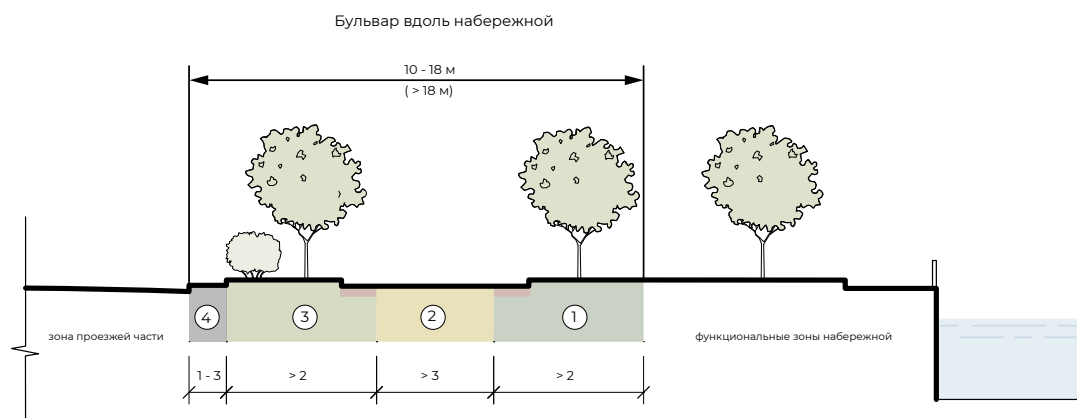 Бульвар вдоль набережной
10 - 18 м
( > 18 м)
4
3
2
1
зона проезжей части
функциональные зоны набережной
1 - 3
> 2
> 3
> 2